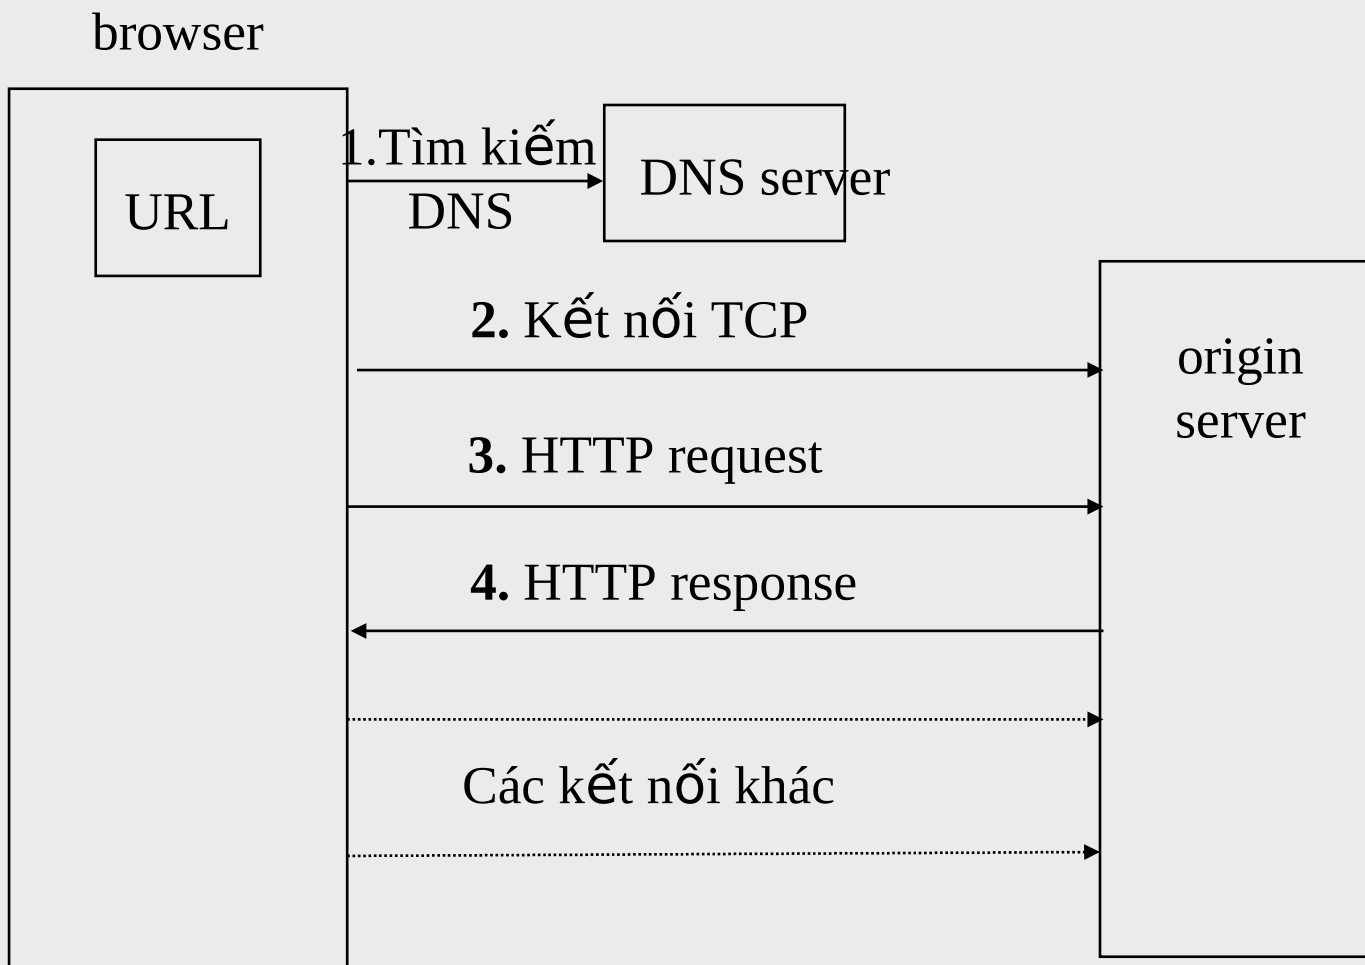 browser
1.Tìm kiếm
DNS
DNS server
URL
2. Kết nối TCP
origin
server
3. HTTP request
4. HTTP response
Các kết nối khác